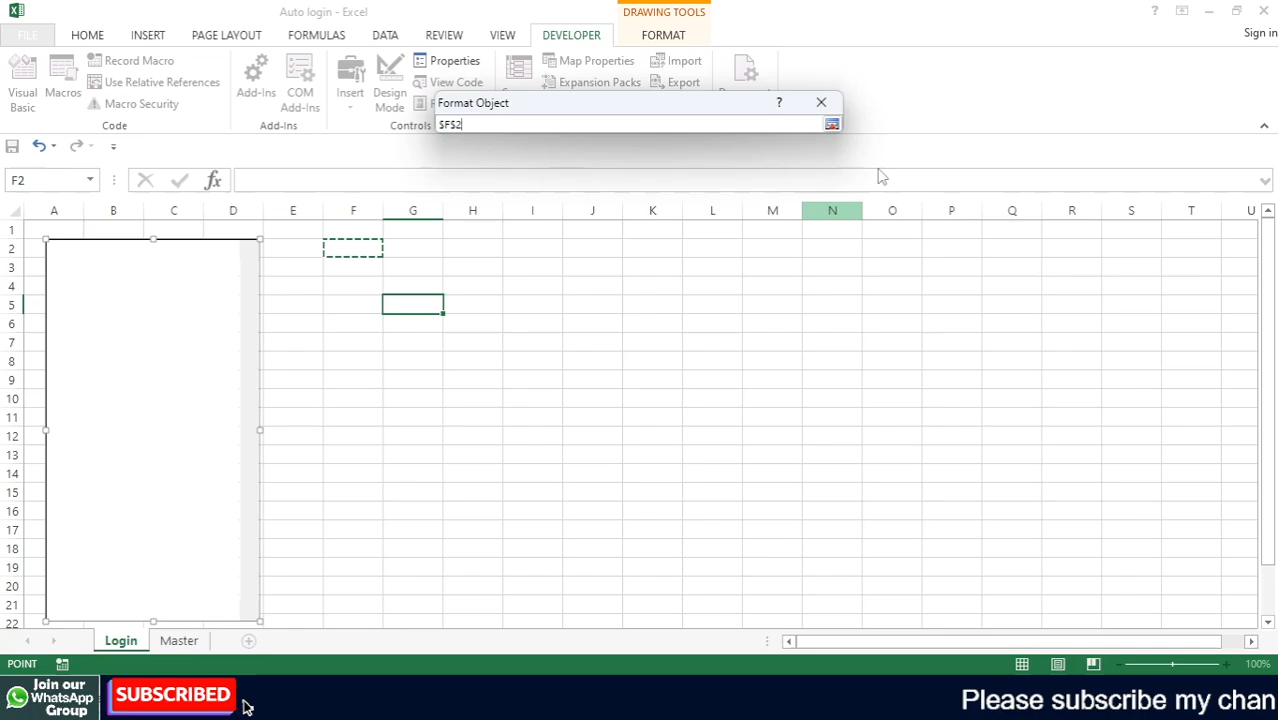 Auto login - Excel
DRAWING TOOLS
Sign in
FILE
HOME
INSERT
PAGE LAYOUT
FORMULAS
DATA
REVIEW
VIEW
DEVELOPER
FORMAT
Visual Basic
Macros
Record Macro
Use Relative References
Macro Security
Code
Add-Ins
COM Add-Ins
Add-Ins
Insert
Design Mode
Properties
View Code
Controls
Map Properties
Expansion Packs
Import
Export
Format Object
$F$2
F2
A B C D E F G H I J K L M N O P Q R S T U
1
2
3
4
5
6
7
8
9
10
11
12
13
14
15
16
17
18
19
20
21
22
Login
Master
POINT
100%
Join our
WhatsApp
Group
SUBSCRIBED
Please subscribe my chan